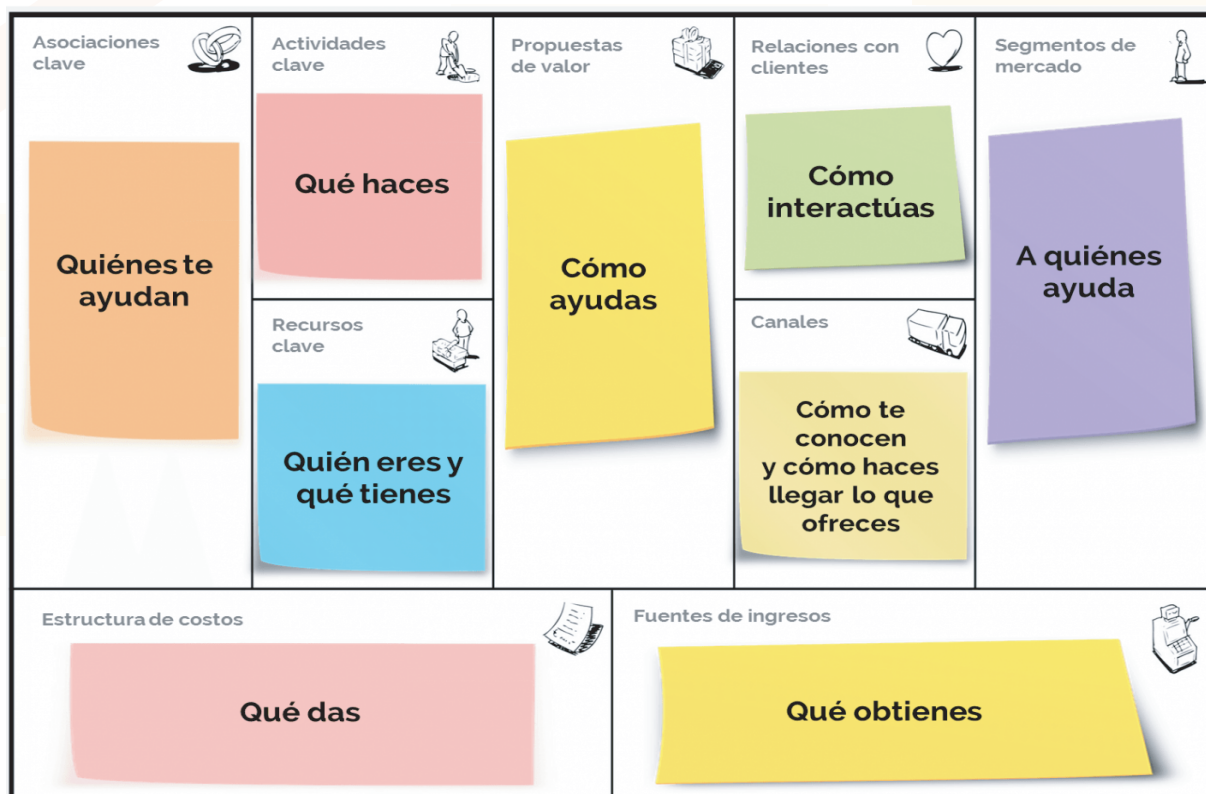 Asociaciones
clave
Quiénes te
ayudan
Actividades
clave
Qué haces
Recursos
clave
Quién eres y
qué tienes
Propuestas
de valor
Cómo
ayudas
Relaciones con
clientes
Cómo
interactúas
Canales
Cómo te
conocen
y cómo haces
llegar lo que
ofreces
Segmentos de
mercado
A quiénes
ayuda
Estructura de costos
Qué das
Fuentes de ingresos
Qué obtienes